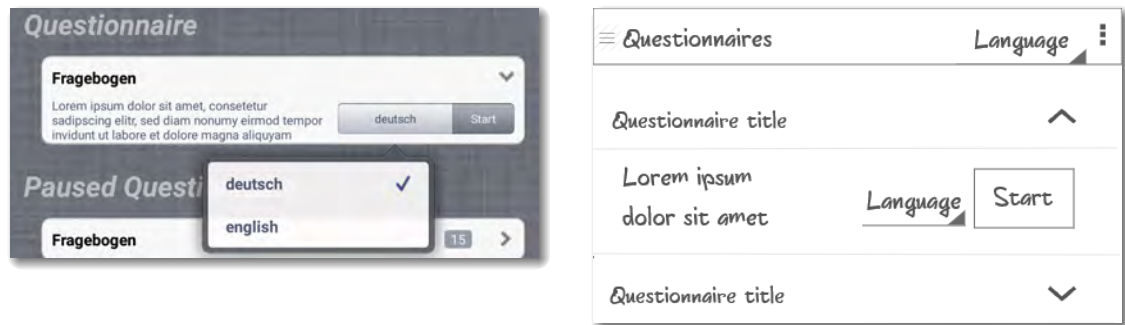 Questionnaire
Fragebogen
Lorem ipsum dolor sit amet, consetetur
sadipscing elitr, sed diam nonumy eirmod tempor
invidunt ut labore et dolore magna aliquyam
deutsch Start
Paused Questi
deutsch
english
Fragebogen 15
Questionnaires Language
Questionnaire title
Lorem ipsum
dolor sit amet
Language Start
Questionnaire title